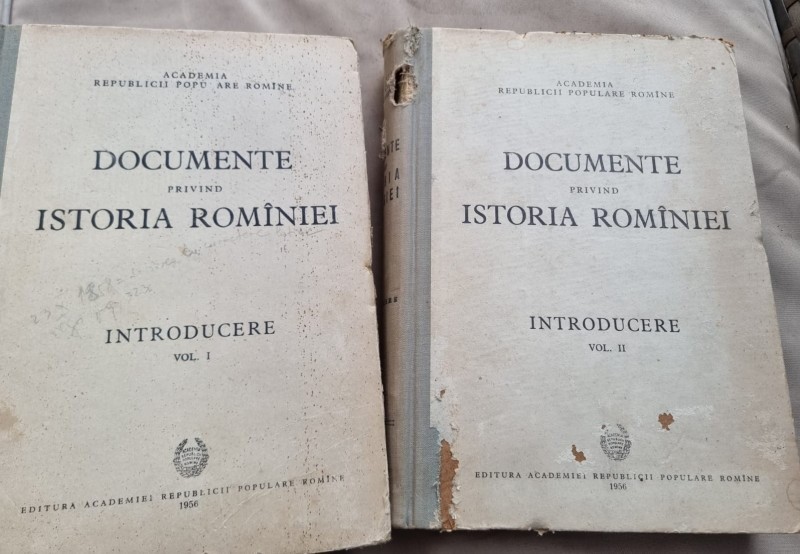 ACADEMIA
REPUBLICII POPU ARE ROMÎNE
DOCUMENTE
PRIVIND
ISTORIA ROMÎNIEI
INTRODUCERE
VOL. I
EDITURA ACADEMIEI REPUBLICII POPULARE ROMÎNE
1956
ACADEMIA
REPUBLICII POPULARE ROMÎNE
DOCUMENTE
PRIVIND
ISTORIA ROMÎNIEI
INTRODUCERE
VOL. II
EDITURA ACADEMIEI REPUBLICII POPULARE ROMÎNE
1956